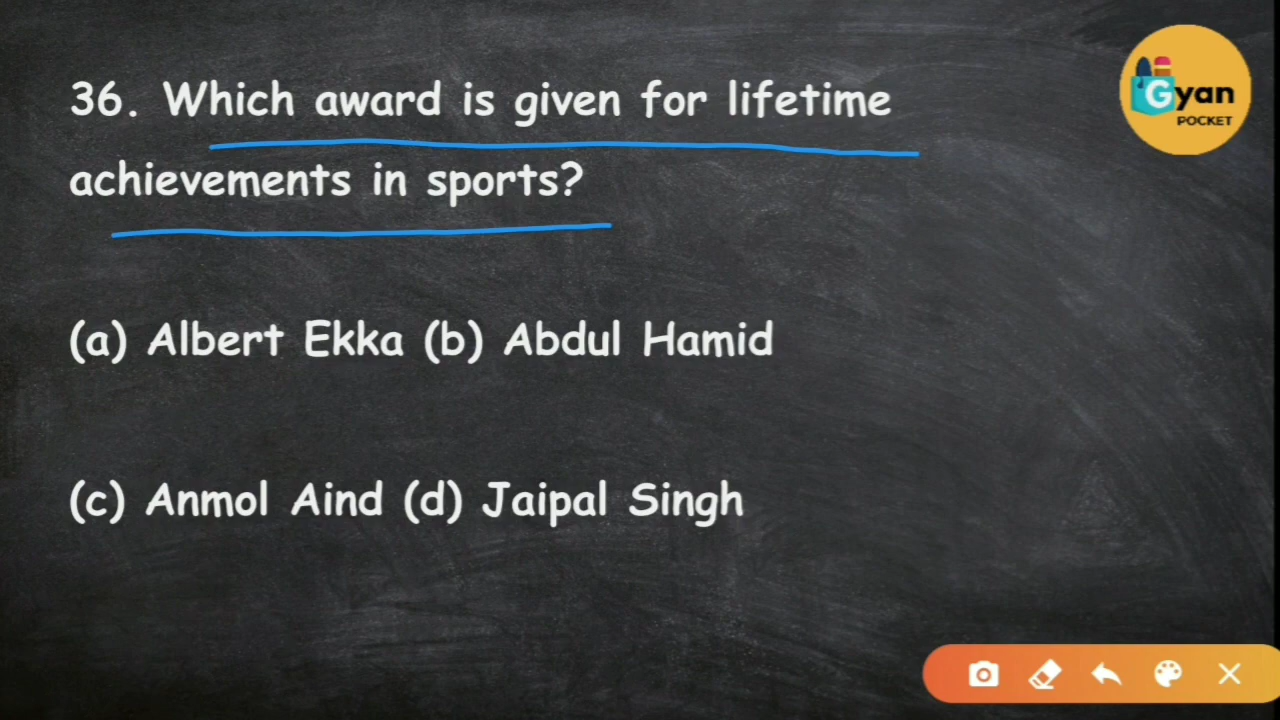 36. Which award is given for lifetime
achievements in sports?
(a) Albert Ekka (b) Abdul Hamid
(c) Anmol Aind (d) Jaipal Singh
Gyan
POCKET